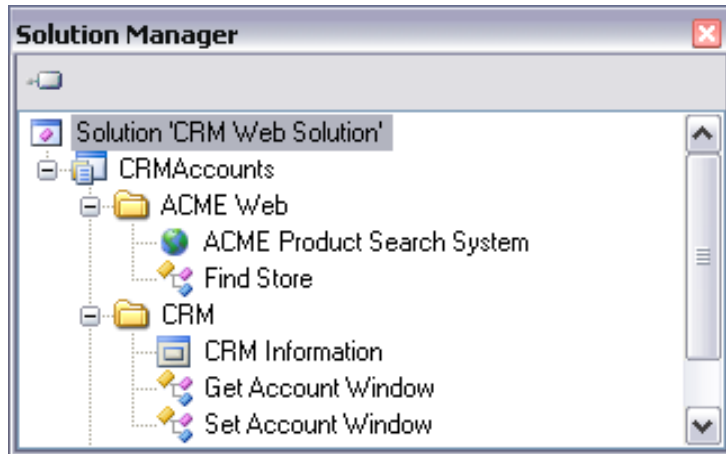 Solution Manager
Solution 'CRM Web Solution'
CRMAccounts
ACME Web
ACME Product Search System
Find Store
CRM
CRM Information
Get Account Window
Set Account Window